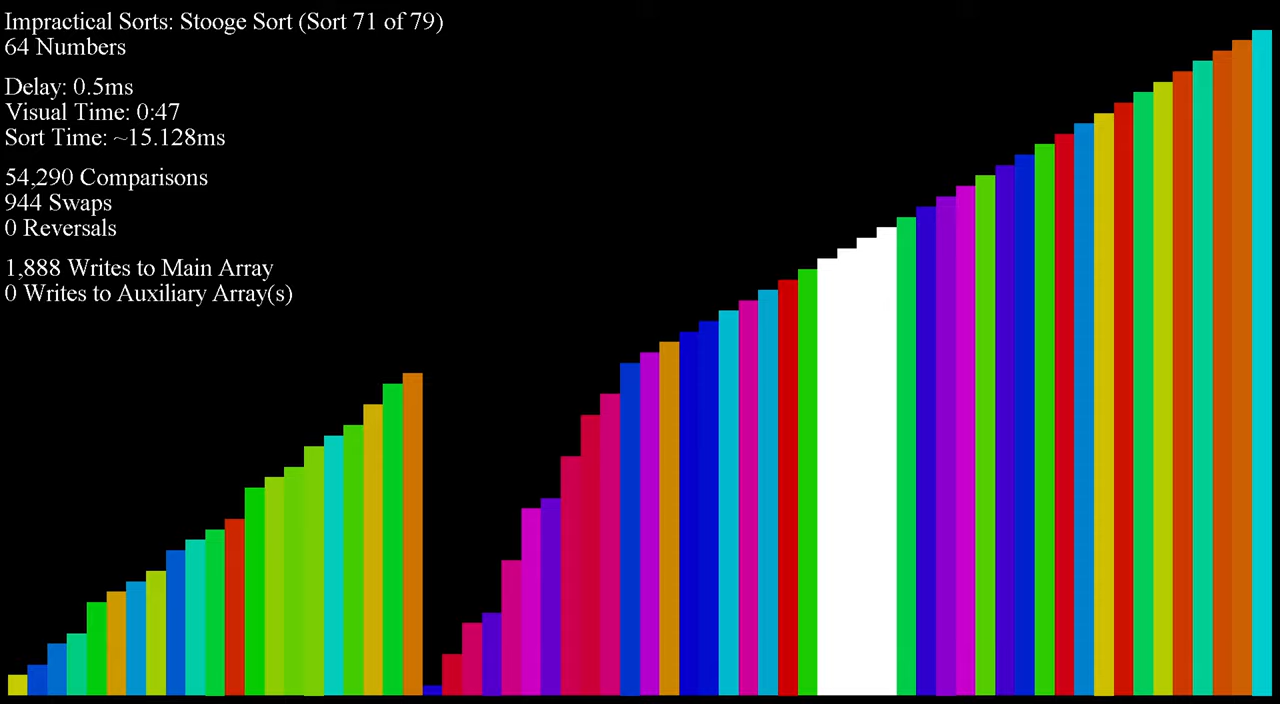 Impractical Sorts: Stooge Sort (Sort 71 of 79)
64 Numbers
Delay: 0.5ms
Visual Time: 0:47
Sort Time: ~15.128ms
54,290 Comparisons
944 Swaps
0 Reversals
1,888 Writes to Main Array
0 Writes to Auxiliary Array(s)